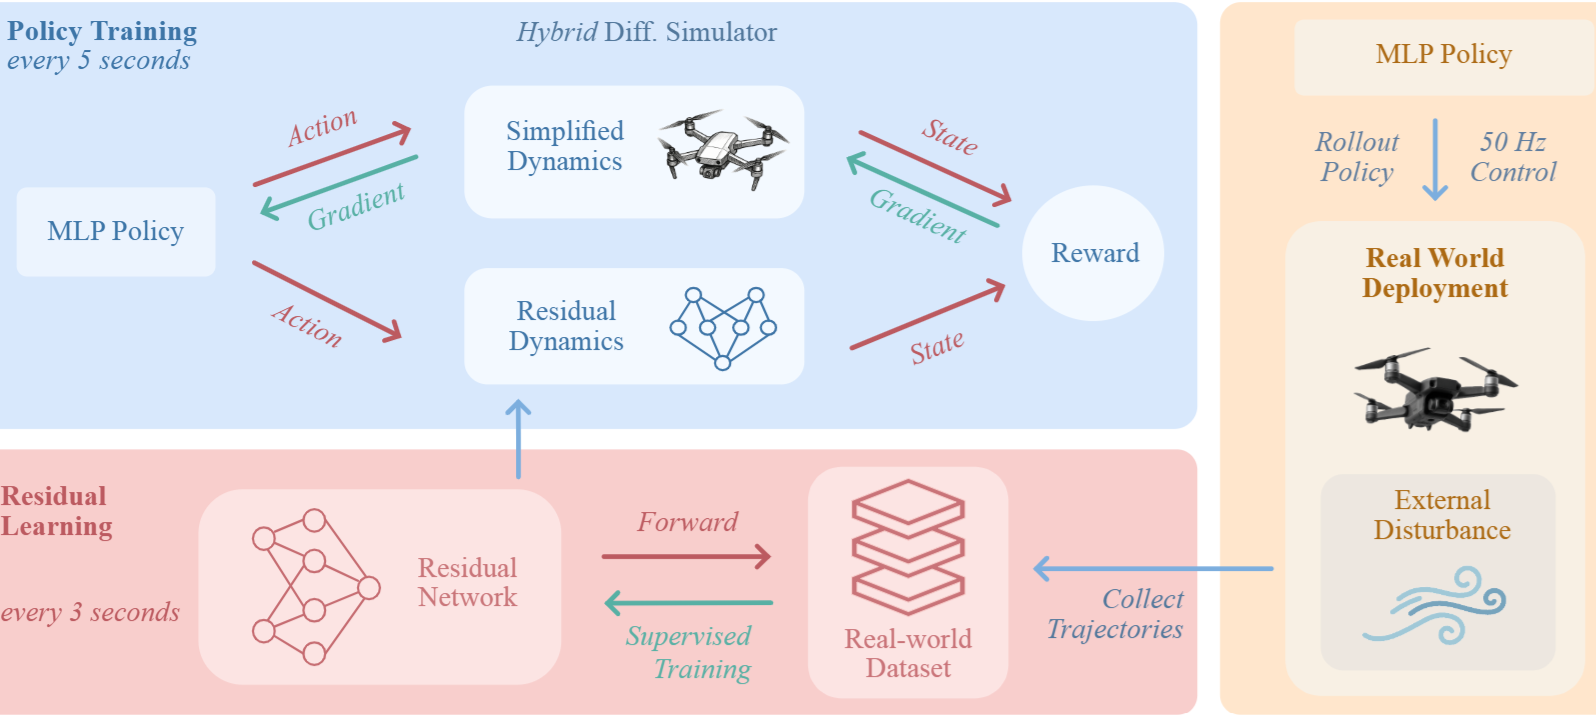 Policy Training
every 5 seconds
Hybrid Diff. Simulator
Action
Gradient
Simplified
Dynamics
State
Gradient
MLP Policy
Reward
Action
Residual
Dynamics
State
Residual
Learning
every 3 seconds
Residual
Network
Forward
Supervised
Training
Real-world
Dataset
Collect
Trajectories
MLP Policy
Rollout
Policy
50 Hz
Control
Real World
Deployment
External
Disturbance